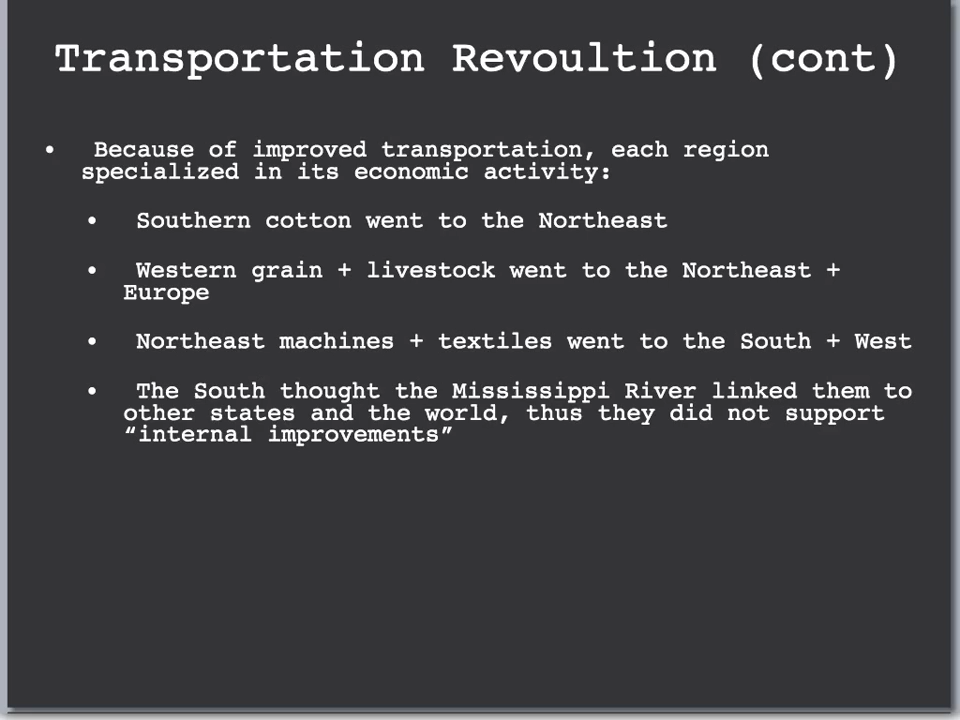 Transportation Revoultion (cont)
• Because of improved transportation, each region
specialized in its economic activity:
• Southern cotton went to the Northeast
• Western grain + livestock went to the Northeast +
Europe
• Northeast machines + textiles went to the South + West
• The South thought the Mississippi River linked them to
other states and the world, thus they did not support
“internal improvements”